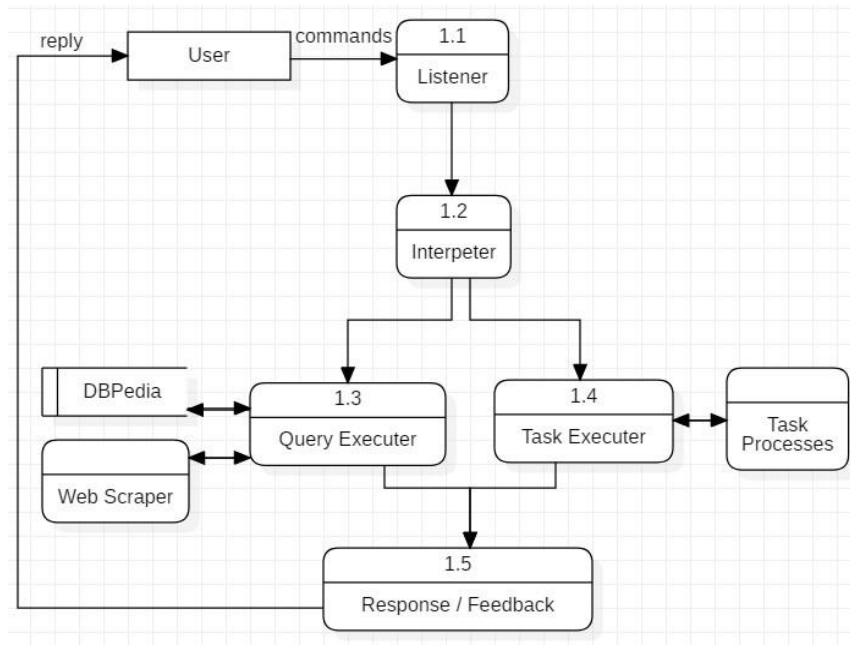 reply
User
commands
1.1
Listener
1.2
Interpeter
DBPedia
1.3
Query Executer
1.4
Task Executer
Task
Processes
Web Scraper
1.5
Response / Feedback